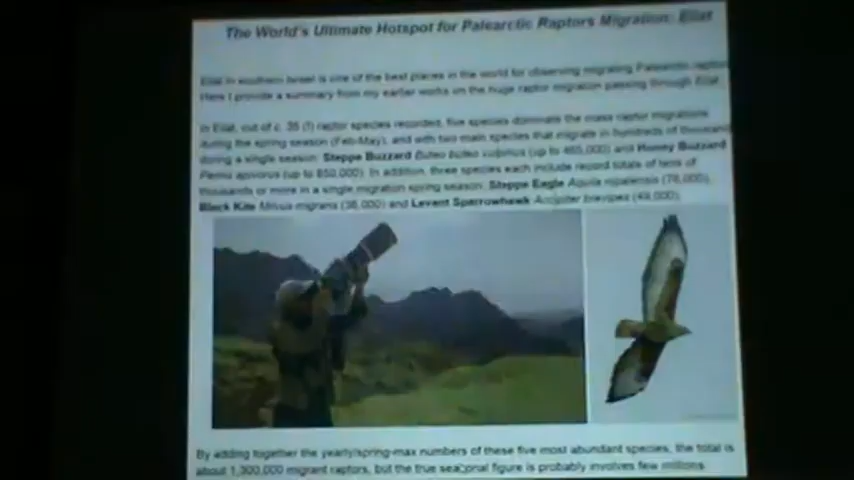 The World's Ultimate Hotspot for Palearctic Raptors Migration: Eilat
Eilat in southern Israel is one of the best places in the world for observing migrating Palearctic raptors
Here I provide a summary from my earlier works on the huge raptor migration passing through Eilat
In Eilat, out of c. 35 (!) raptor species recorded, five species dominate the mass raptor migrations
during the spring season (Feb-May), and with two main species that migrate in hundreds of thousands
during a single season: Steppe Buzzard Buteo buteo vulpinus (up to 465,000) and Honey Buzzard
Pernis apivorus (up to 850,000). In addition, three species each include record totals of tens of
thousands or more in a single migration spring season: Steppe Eagle Aquila nipalensis (76,000),
Black Kite Milvus migrans (36,000) and Levant Sparrowhawk Accipiter brevipes (49,000).
By adding together the yearly/spring-max numbers of these five most abundant species, the total is
about 1,300,000 migrant raptors, but the true seasonal figure is probably involves few millions